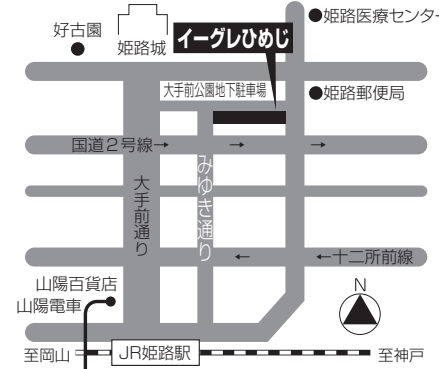 姫路医療センター
好古園
姫路城
イーグレひめじ
大手前公園地下駐車場
姫路郵便局
国道2号線→
→
→
みゆき通り
大手前通り
←
←十二所前線
山陽百貨店
山陽電車
N
至岡山
JR姫路駅
至神戸